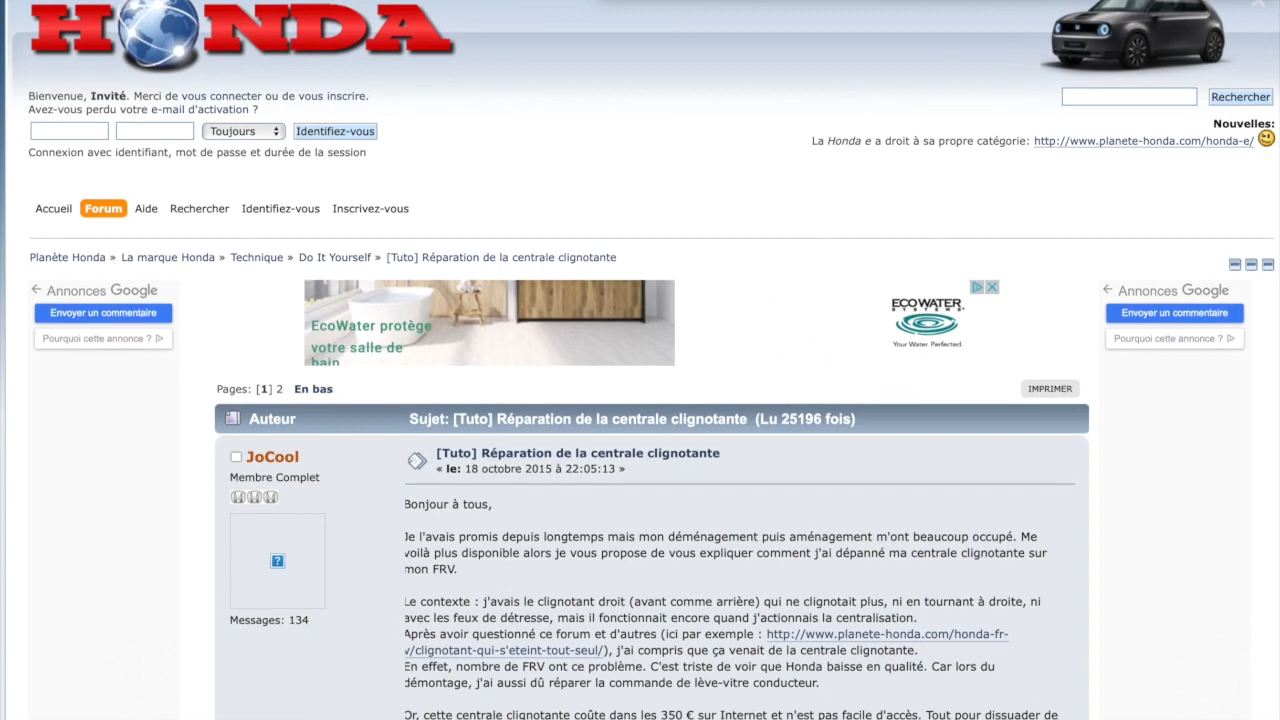 HONDA
Bienvenue, Invité. Merci de vous connecter ou de vous inscrire.
Avez-vous perdu votre e-mail d'activation ?
Toujours
Identifiez-vous
Connexion avec identifiant, mot de passe et durée de la session
Rechercher
Nouvelles:
La Honda e a droit à sa propre catégorie: http://www.planete-honda.com/honda-e/
Accueil Forum Aide Rechercher Identifiez-vous Inscrivez-vous
Planète Honda » La marque Honda » Technique » Do It Yourself » [Tuto] Réparation de la centrale clignotante
Annonces Google
Envoyer un commentaire
Pourquoi cette annonce ?
EcoWater protège
votre salle de
bain
ECOWATER
SYSTEMS
Your Water. Perfected.
Annonces Google
Envoyer un commentaire
Pourquoi cette annonce ?
Pages: [1] 2 En bas
IMPRIMER
Auteur
Sujet: [Tuto] Réparation de la centrale clignotante (Lu 25196 fois)
JoCool
Membre Complet
Messages: 134
[Tuto] Réparation de la centrale clignotante
« le: 18 octobre 2015 à 22:05:13 »
Bonjour à tous,
Je l'avais promis depuis longtemps mais mon déménagement puis aménagement m'ont beaucoup occupé. Me
voilà plus disponible alors je vous propose de vous expliquer comment j'ai dépanné ma centrale clignotante sur
mon FRV.
Le contexte : j'avais le clignotant droit (avant comme arrière) qui ne clignotait plus, ni en tournant à droite, ni
avec les feux de détresse, mais il fonctionnait encore quand j'actionnais la centralisation.
Après avoir questionné ce forum et d'autres (ici par exemple : http://www.planete-honda.com/honda-fr-
v/clignotant-qui-s'eteint-tout-seul/), j'ai compris que ça venait de la centrale clignotante.
En effet, nombre de FRV ont ce problème. C'est triste de voir que Honda baisse en qualité. Car lors du
démontage, j'ai aussi dû réparer la commande de lève-vitre conducteur.
Or, cette centrale clignotante coûte dans les 350 € sur Internet et n'est pas facile d'accès. Tout pour dissuader de